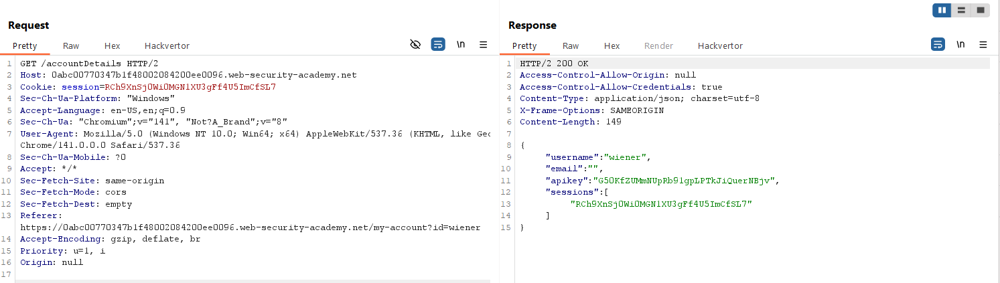 Request
Pretty Raw Hex Hackvertor \n
1 GET /accountDetails HTTP/2
2 Host: 0abc00770347b1f48002084200ee0096.web-security-academy.net
3 Cookie: session=RCh9XnSj0Wi0MGN1XU3gFf4U5ImCfSL7
4 Sec-Ch-Ua-Platform: "Windows"
5 Accept-Language: en-US,en;q=0.9
6 Sec-Ch-Ua: "Chromium";v="141", "Not?A_Brand";v="8"
7 User-Agent: Mozilla/5.0 (Windows NT 10.0; Win64; x64) AppleWebKit/537.36 (KHTML, like Gec
Chrome/141.0.0.0 Safari/537.36
8 Sec-Ch-Ua-Mobile: ?0
9 Accept: */*
10 Sec-Fetch-Site: same-origin
11 Sec-Fetch-Mode: cors
12 Sec-Fetch-Dest: empty
13 Referer:
https://0abc00770347b1f48002084200ee0096.web-security-academy.net/my-account?id=wiener
14 Accept-Encoding: gzip, deflate, br
15 Priority: u=1, i
16 Origin: null
17
Response
Pretty Raw Hex Render Hackvertor \n
1 HTTP/2 200 OK
2 Access-Control-Allow-Origin: null
3 Access-Control-Allow-Credentials: true
4 Content-Type: application/json; charset=utf-8
5 X-Frame-Options: SAMEORIGIN
6 Content-Length: 149
7
8 {
9 "username":"wiener",
10 "email":"",
11 "apikey":"G50KfZUMmNUpRb91gpLPTkJiQuerNBjv",
12 "sessions":[
13 "RCh9XnSj0Wi0MGN1XU3gFf4U5ImCfSL7"
14 ]
15 }